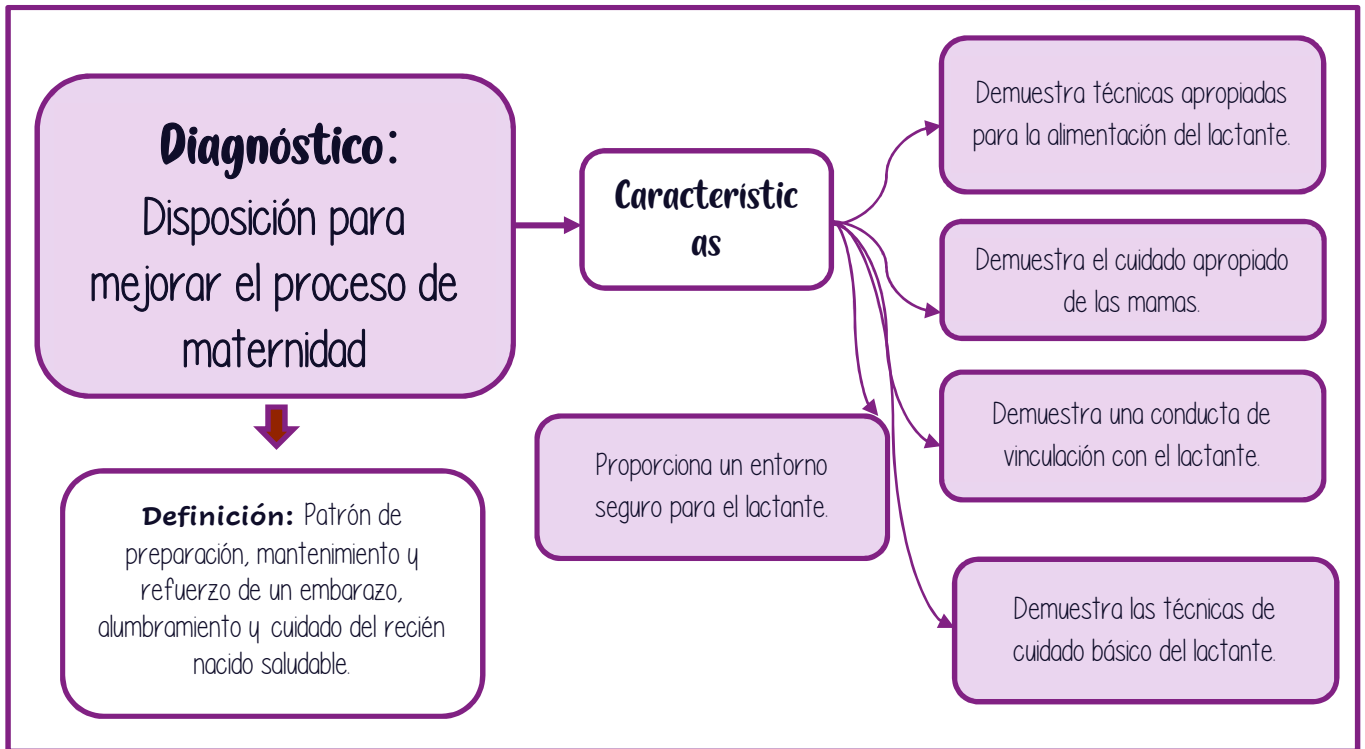 Diagnóstico:
Disposición para
mejorar el proceso de
maternidad
Definición: Patrón de
preparación, mantenimiento y
refuerzo de un embarazo,
alumbramiento y cuidado del recién
nacido saludable.
Característic
as
Demuestra técnicas apropiadas
para la alimentación del lactante.
Demuestra el cuidado apropiado
de las mamas.
Demuestra una conducta de
vinculación con el lactante.
Proporciona un entorno
seguro para el lactante.
Demuestra las técnicas de
cuidado básico del lactante.